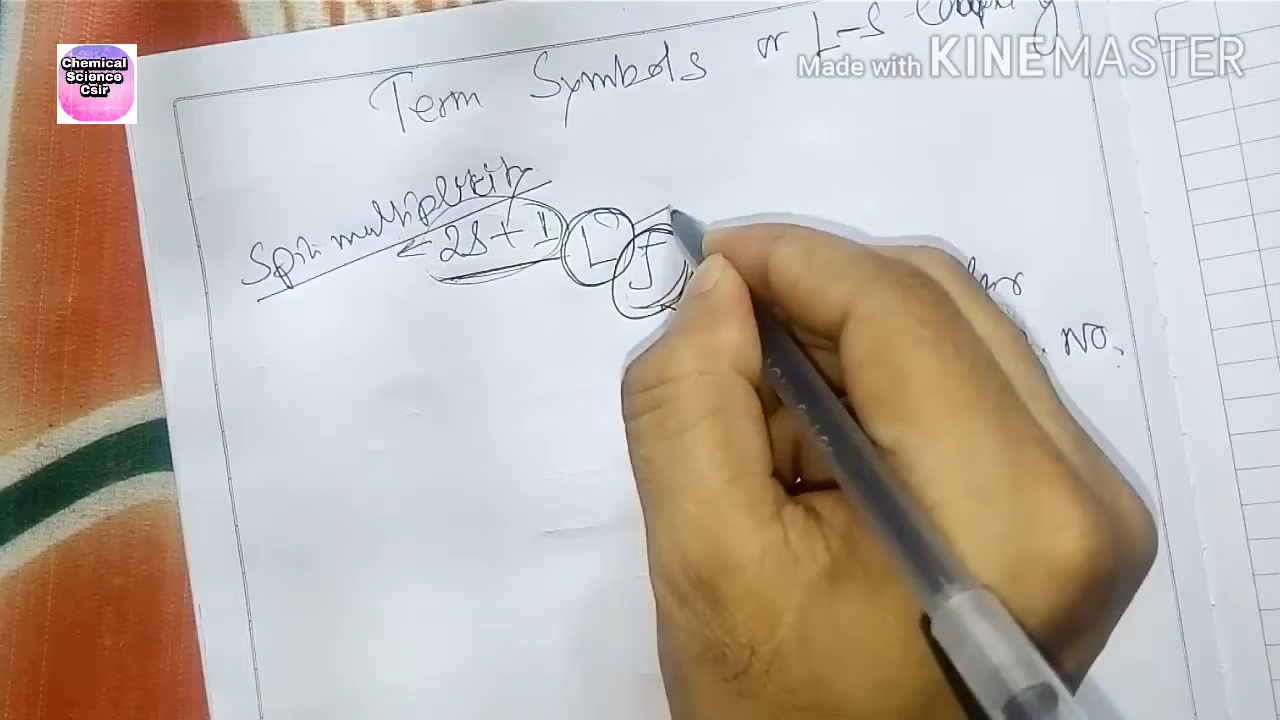 Chemical
Science
Csir
Made with KINEMASTER
Term Symbols or L-S
Spin multiplicity
2S+1 L J
NO.